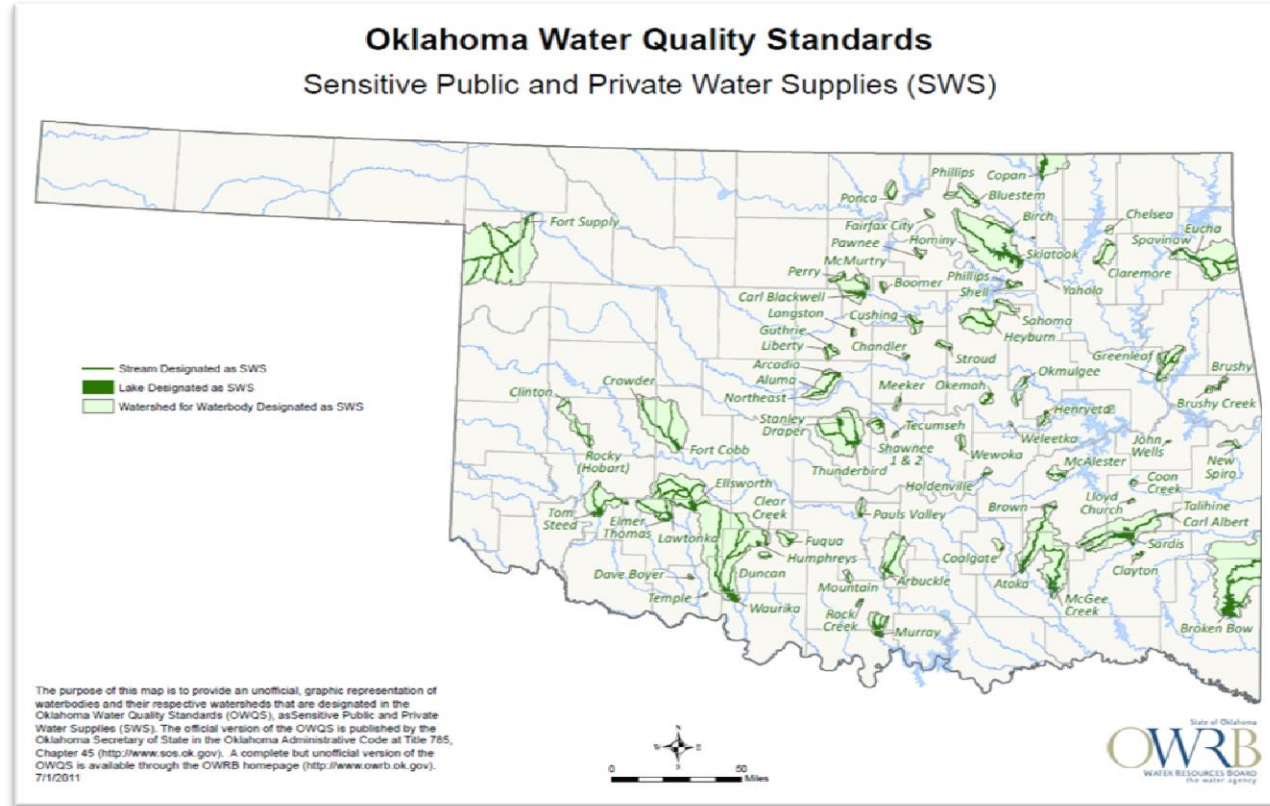 Oklahoma Water Quality Standards
Sensitive Public and Private Water Supplies (SWS)
Phillips
Copan
Ponca
Bluestem
Fort Supply
Fairfax City
Birch
Chelsea
Pawnee
Hominy
Eucha
Spavinaw
McMurtry
Skiatook
Perry
Boomer
Phillips
Claremore
Shell
Yahola
Carl Blackwell
Langston
Cushing
Sahoma
Guthrie
Heyburn
Liberty
Chandler
Stroud
Greenleaf
Stream Designated as SWS
Arcadia
Okmulgee
Brushy
Lake Designated as SWS
Crowder
Aluma
Meeker
Okemah
Watershed for Waterbody Designated as SWS
Clinton
Northeast
Brushy Creek
Henryetta
Stanley
Draper
Tecumseh
Weleetka
John
Wells
Fort Cobb
Shawnee
1 & 2
Wewoka
New
Spiro
Rocky
(Hobart)
Thunderbird
McAlester
Coon
Creek
Holdenville
Ellsworth
Clear
Creek
Lloyd
Church
Talihine
Tom
Steed
Elmer
Thomas
Pauls Valley
Brown
Carl Albert
Lawtonka
Fuqua
Coalgate
Sardis
Humphreys
Clayton
Dave Boyer
Duncan
Mountain
Arbuckle
Atoka
Temple
Waurika
Rock
Creek
McGee
Creek
Murray
Broken Bow
The purpose of this map is to provide an unofficial, graphic representation of
waterbodies and their respective watersheds that are designated in the
Oklahoma Water Quality Standards (OWQS), asSensitive Public and Private
Water Supplies (SWS). The official version of the OWQS is published by the
Oklahoma Secretary of State in the Oklahoma Administrative Code at Title 785,
Chapter 45 (http://www.sos.ok.gov). A complete but unofficial version of the
OWQS is available through the OWRB homepage (http://www.owrb.ok.gov).
7/1/2011
N
W
E
S
0
50
Miles
State of Oklahoma
OWRB
WATER RESOURCES BOARD
the water agency